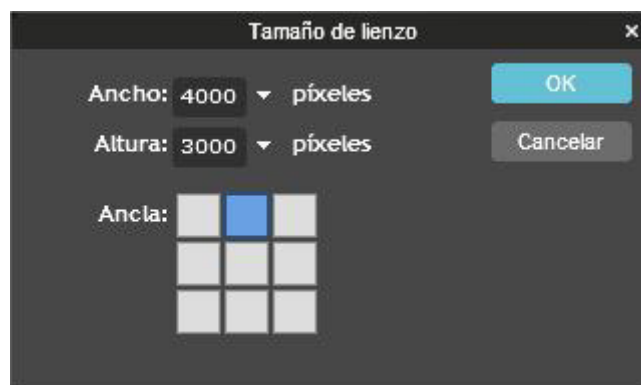 Tamaño de lienzo ×
Ancho: 4000 píxeles
OK
Altura: 3000 píxeles
Cancelar
Ancla: